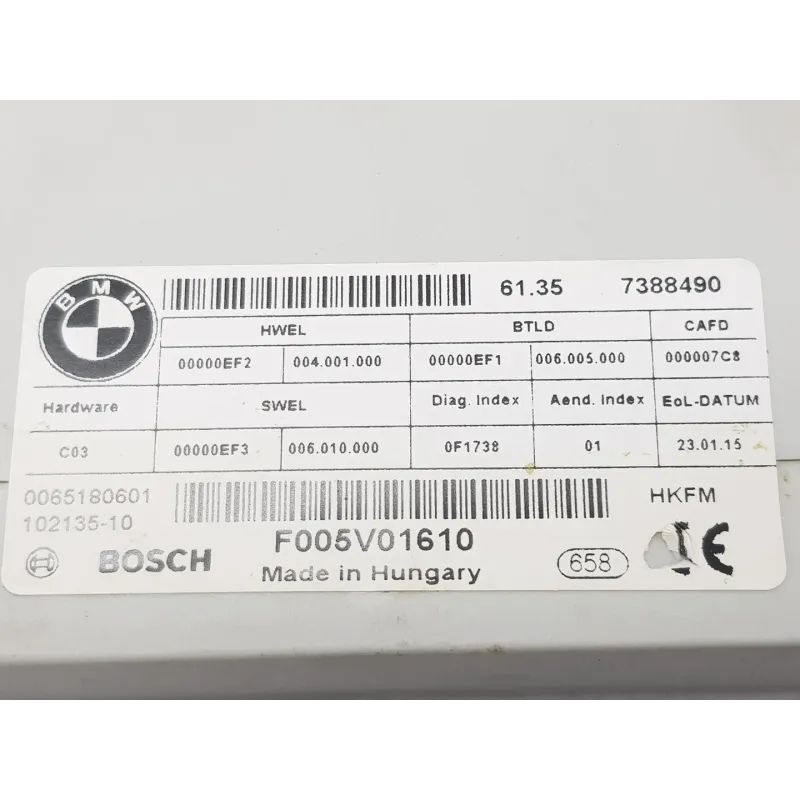 BMW
61.35 7388490
HWEL BTLD CAFD
00000EF2 004.001.000 00000EF1 006.005.000 000007C8
Hardware SWEL Diag. Index Aend. Index EoL-DATUM
C03 00000EF3 006.010.000 0F1738 01 23.01.15
0065180601 HKFM
102135-10
BOSCH F005V01610 658 CE
Made in Hungary